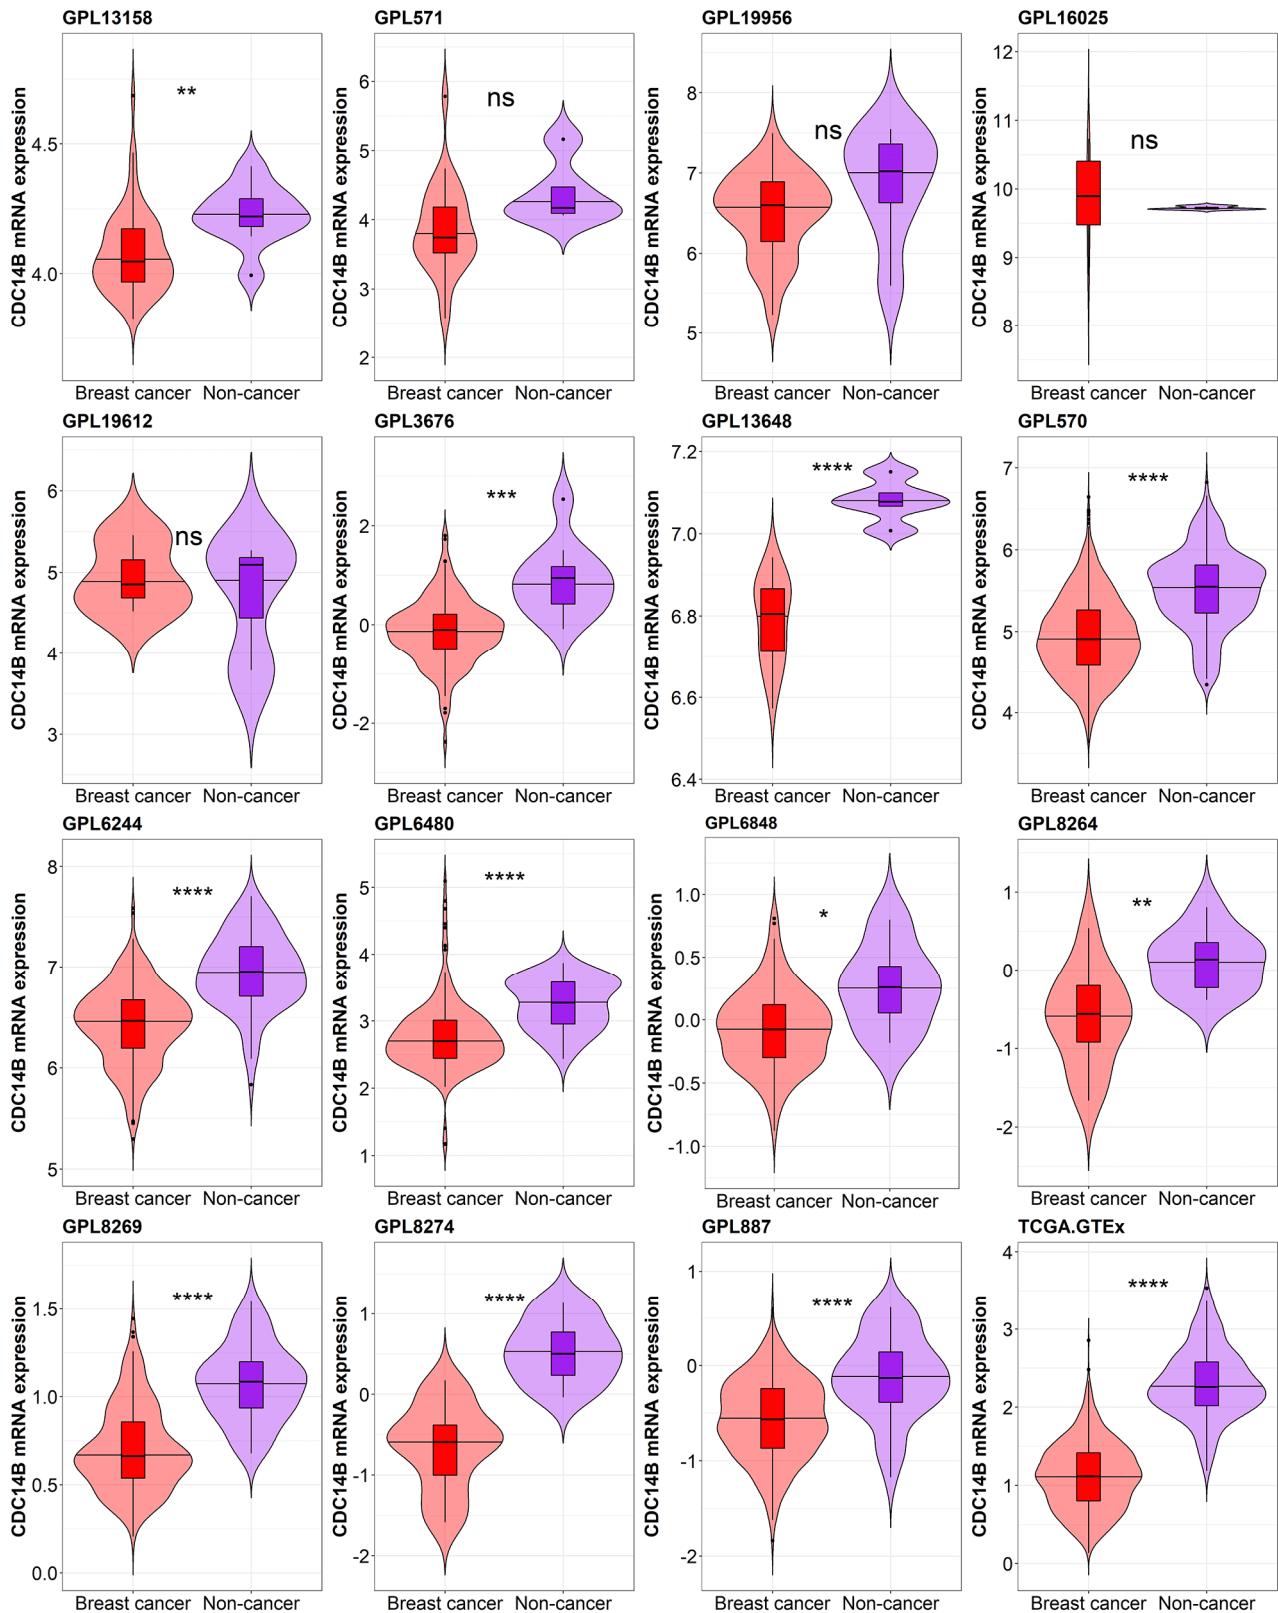 GPL13158
GPL571
GPL19956
GPL16025
CDC14B mRNA expression
4.5
4.0
**
Breast cancer Non-cancer
CDC14B mRNA expression
6
5
4
3
2
ns
Breast cancer Non-cancer
CDC14B mRNA expression
8
7
6
5
ns
Breast cancer Non-cancer
CDC14B mRNA expression
12
11
10
9
8
ns
Breast cancer Non-cancer
GPL19612
GPL3676
GPL13648
GPL570
CDC14B mRNA expression
6
5
4
3
ns
Breast cancer Non-cancer
CDC14B mRNA expression
2
0
-2
***
Breast cancer Non-cancer
CDC14B mRNA expression
7.2
7.0
6.8
6.6
6.4
****
Breast cancer Non-cancer
CDC14B mRNA expression
7
6
5
4
****
Breast cancer Non-cancer
GPL6244
GPL6480
GPL6848
GPL8264
CDC14B mRNA expression
8
7
6
5
****
Breast cancer Non-cancer
CDC14B mRNA expression
5
4
3
2
1
****
Breast cancer Non-cancer
CDC14B mRNA expression
1.0
0.5
0.0
-0.5
-1.0
*
Breast cancer Non-cancer
CDC14B mRNA expression
1
0
-1
-2
**
Breast cancer Non-cancer
GPL8269
GPL8274
GPL887
TCGA.GTEx
CDC14B mRNA expression
1.5
1.0
0.5
0.0
****
Breast cancer Non-cancer
CDC14B mRNA expression
1
0
-1
-2
****
Breast cancer Non-cancer
CDC14B mRNA expression
1
0
-1
-2
****
Breast cancer Non-cancer
CDC14B mRNA expression
4
3
2
1
0
****
Breast cancer Non-cancer